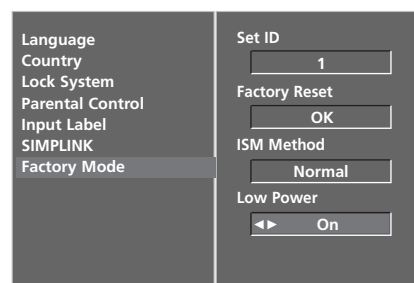 Language
Country
Lock System
Parental Control
Input Label
SIMPLINK
Factory Mode
Set ID
1
Factory Reset
OK
ISM Method
Normal
Low Power
◄► On